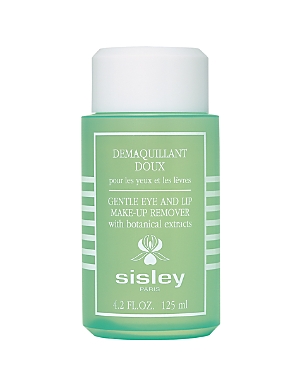 DEMAQUILLANT
DOUX
pour les yeux et les lèvres
GENTLE EYE AND LIP
MAKE-UP REMOVER
with botanical extracts
sisley
PARIS
4.2 FL.OZ. 125 ml